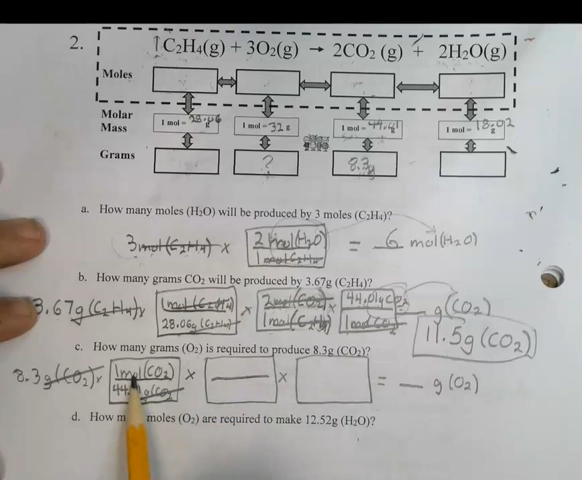 2. 1 C₂H₄(g) + 3O₂(g) → 2CO₂ (g) + 2H₂O(g)
Moles
Molar
Mass
1 mol = 28.06 g
1 mol = 32 g
1 mol = 44.01
1 mol = 18.02
Grams
?
8.3g
a. How many moles (H₂O) will be produced by 3 moles (C₂H₄)?
3 mol(C₂H₄) × 2 mol(H₂O) / 1 mol C₂H₄ = 6 mol(H₂O)
b. How many grams CO₂ will be produced by 3.67g (C₂H₄)?
3.67g(C₂H₄) × 1 mol(C₂H₄) / 28.06g (C₂H₄) × 2 mol(CO₂) / 1 mol(C₂H₄) × 44.01g CO₂ / 1 mol CO₂ = g(CO₂)
11.5g(CO₂)
c. How many grams (O₂) is required to produce 8.3g (CO₂)?
8.3g(CO₂) × 1 mol(CO₂) / g(CO₂ × × = g(O₂)
d. How moles (O₂) are required to make 12.52g (H₂O)?